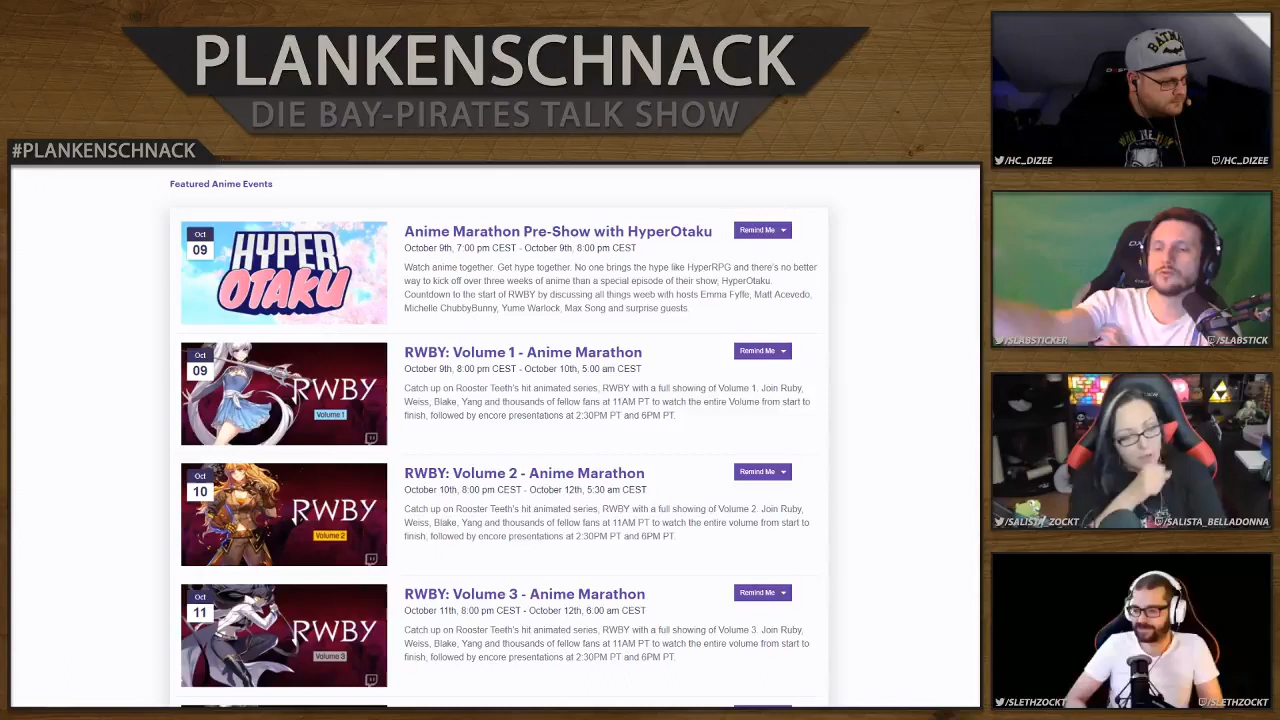 PLANKENSCHNACK
DIE BAY-PIRATES TALK SHOW
#PLANKENSCHNACK
Featured Anime Events
Oct
09
HYPER
OTAKU
Anime Marathon Pre-Show with HyperOtaku
Remind Me
October 9th, 7:00 pm CEST - October 9th, 8:00 pm CEST
Watch anime together. Get hype together. No one brings the hype like HyperRPG and there's no better
way to kick off over three weeks of anime than a special episode of their show, HyperOtaku.
Countdown to the start of RWBY by discussing all things weeb with hosts Emma Fyffe, Matt Acevedo,
Michelle ChubbyBunny, Yume Warlock, Max Song and surprise guests.
Oct
09
RWBY
Volume 1
RWBY: Volume 1 - Anime Marathon
Remind Me
October 9th, 8:00 pm CEST - October 10th, 5:00 am CEST
Catch up on Rooster Teeth's hit animated series, RWBY with a full showing of Volume 1. Join Ruby,
Weiss, Blake, Yang and thousands of fellow fans at 11AM PT to watch the entire Volume from start to
finish, followed by encore presentations at 2:30PM PT and 6PM PT.
Oct
10
RWBY
Volume 2
RWBY: Volume 2 - Anime Marathon
Remind Me
October 10th, 8:00 pm CEST - October 12th, 5:30 am CEST
Catch up on Rooster Teeth's hit animated series, RWBY with a full showing of Volume 2. Join Ruby,
Weiss, Blake, Yang and thousands of fellow fans at 11AM PT to watch the entire volume from start to
finish, followed by encore presentations at 2:30PM PT and 6PM PT.
Oct
11
RWBY
Volume 3
RWBY: Volume 3 - Anime Marathon
Remind Me
October 11th, 8:00 pm CEST - October 12th, 6:00 am CEST
Catch up on Rooster Teeth's hit animated series, RWBY with a full showing of Volume 3. Join Ruby,
Weiss, Blake, Yang and thousands of fellow fans at 11AM PT to watch the entire volume from start to
finish, followed by encore presentations at 2:30PM PT and 6PM PT.
/HC_DIZEE
/HC_DIZEE
/SLABSTICKER
/SLABSTICK
/SALISTA_ZOCKT
/SALISTA_BELLADONNA
/SLETHZOCKT
/SLETHZOCKT